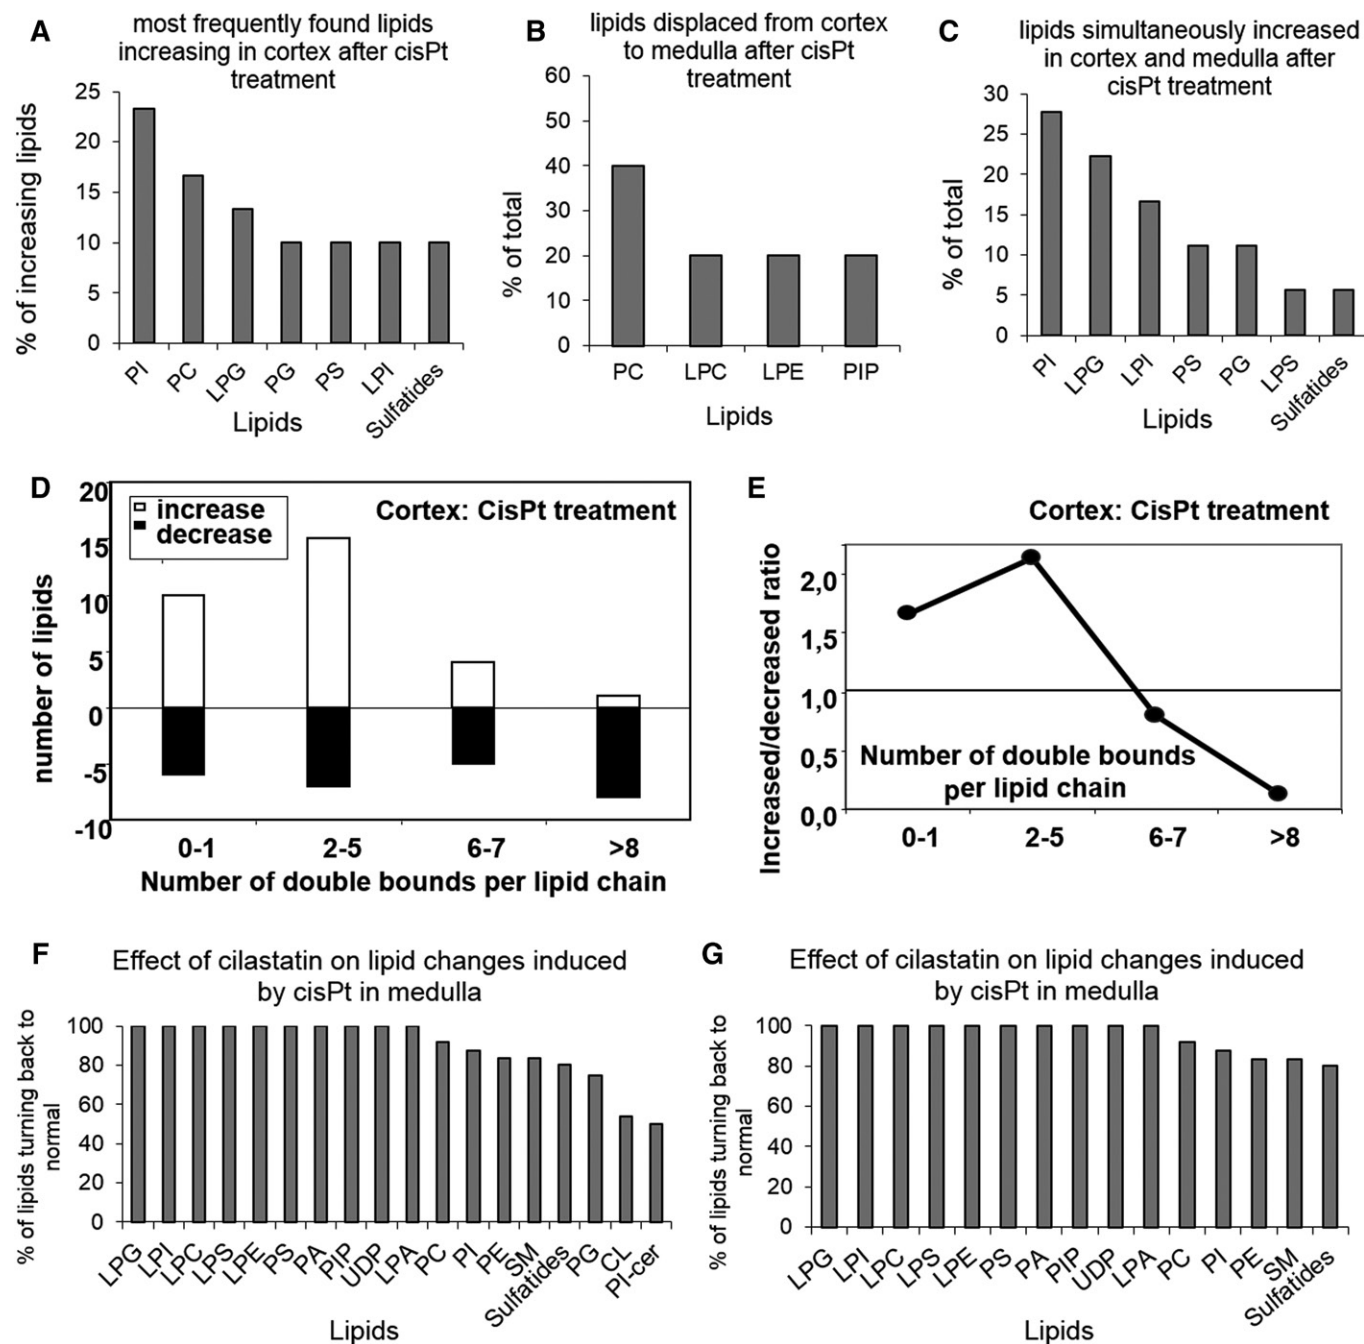 A
most frequently found lipids
increasing in cortex after cisPt
treatment
% of increasing lipids
25
20
15
10
5
0
PI
PC
LPG
PG
PS
LPI
Sulfatides
Lipids
B
lipids displaced from cortex
to medulla after cisPt
treatment
% of total
60
50
40
30
20
10
0
PC
LPC
LPE
PIP
Lipids
C
lipids simultaneously increased
in cortex and medulla after
cisPt treatment
% of total
30
25
20
15
10
5
0
PI
LPG
LPI
PS
PG
LPS
Sulfatides
Lipids
D
increase
decrease
Cortex: CisPt treatment
number of lipids
20
15
10
5
0
-5
-10
0-1
2-5
6-7
>8
Number of double bounds per lipid chain
E
Cortex: CisPt treatment
Increased/decreased ratio
2,0
1,5
1,0
0,5
0,0
Number of double bounds
per lipid chain
0-1
2-5
6-7
>8
F
Effect of cilastatin on lipid changes induced
by cisPt in medulla
% of lipids turning back to
normal
100
80
60
40
20
0
LPG
LPI
LPC
LPS
LPE
PS
PA
PIP
UDP
LPA
PC
PI
PE
SM
Sulfatides
PG
CL
PI-cer
Lipids
G
Effect of cilastatin on lipid changes induced
by cisPt in medulla
% of lipids turning back to
normal
100
80
60
40
20
0
LPG
LPI
LPC
LPS
LPE
PS
PA
PIP
UDP
LPA
PC
PI
PE
SM
Sulfatides
Lipids